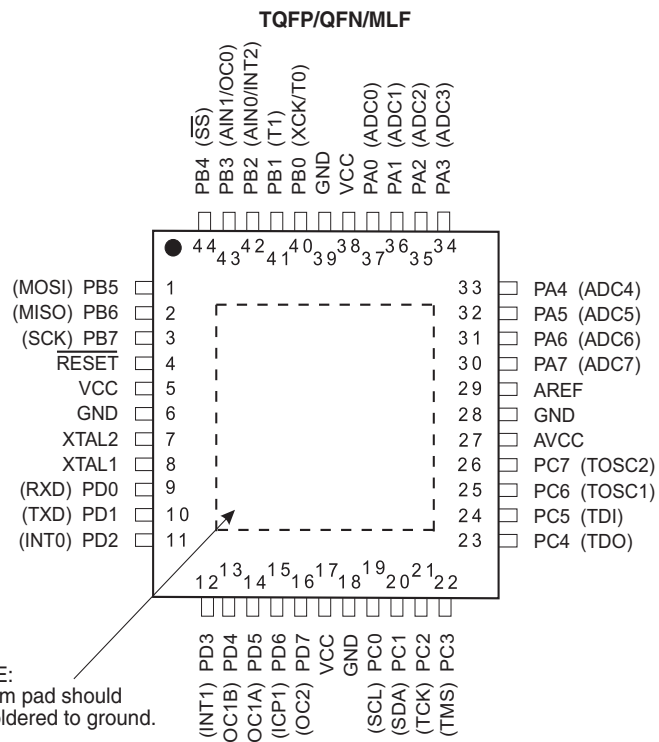 TQFP/QFN/MLF
PB4 (SS)
PB3 (AIN1/OC0)
PB2 (AIN0/INT2)
PB1 (T1)
PB0 (XCK/T0)
GND
VCC
PA0 (ADC0)
PA1 (ADC1)
PA2 (ADC2)
PA3 (ADC3)
44 43 42 41 40 39 38 37 36 35 34
(MOSI) PB5 1
(MISO) PB6 2
(SCK) PB7 3
RESET 4
VCC 5
GND 6
XTAL2 7
XTAL1 8
(RXD) PD0 9
(TXD) PD1 10
(INT0) PD2 11
33 PA4 (ADC4)
32 PA5 (ADC5)
31 PA6 (ADC6)
30 PA7 (ADC7)
29 AREF
28 GND
27 AVCC
26 PC7 (TOSC2)
25 PC6 (TOSC1)
24 PC5 (TDI)
23 PC4 (TDO)
12 13 14 15 16 17 18 19 20 21 22
(INT1) PD3
OC1B) PD4
OC1A) PD5
(ICP1) PD6
(OC2) PD7
VCC
GND
(SCL) PC0
(SDA) PC1
(TCK) PC2
(TMS) PC3
E:
m pad should
oldered to ground.